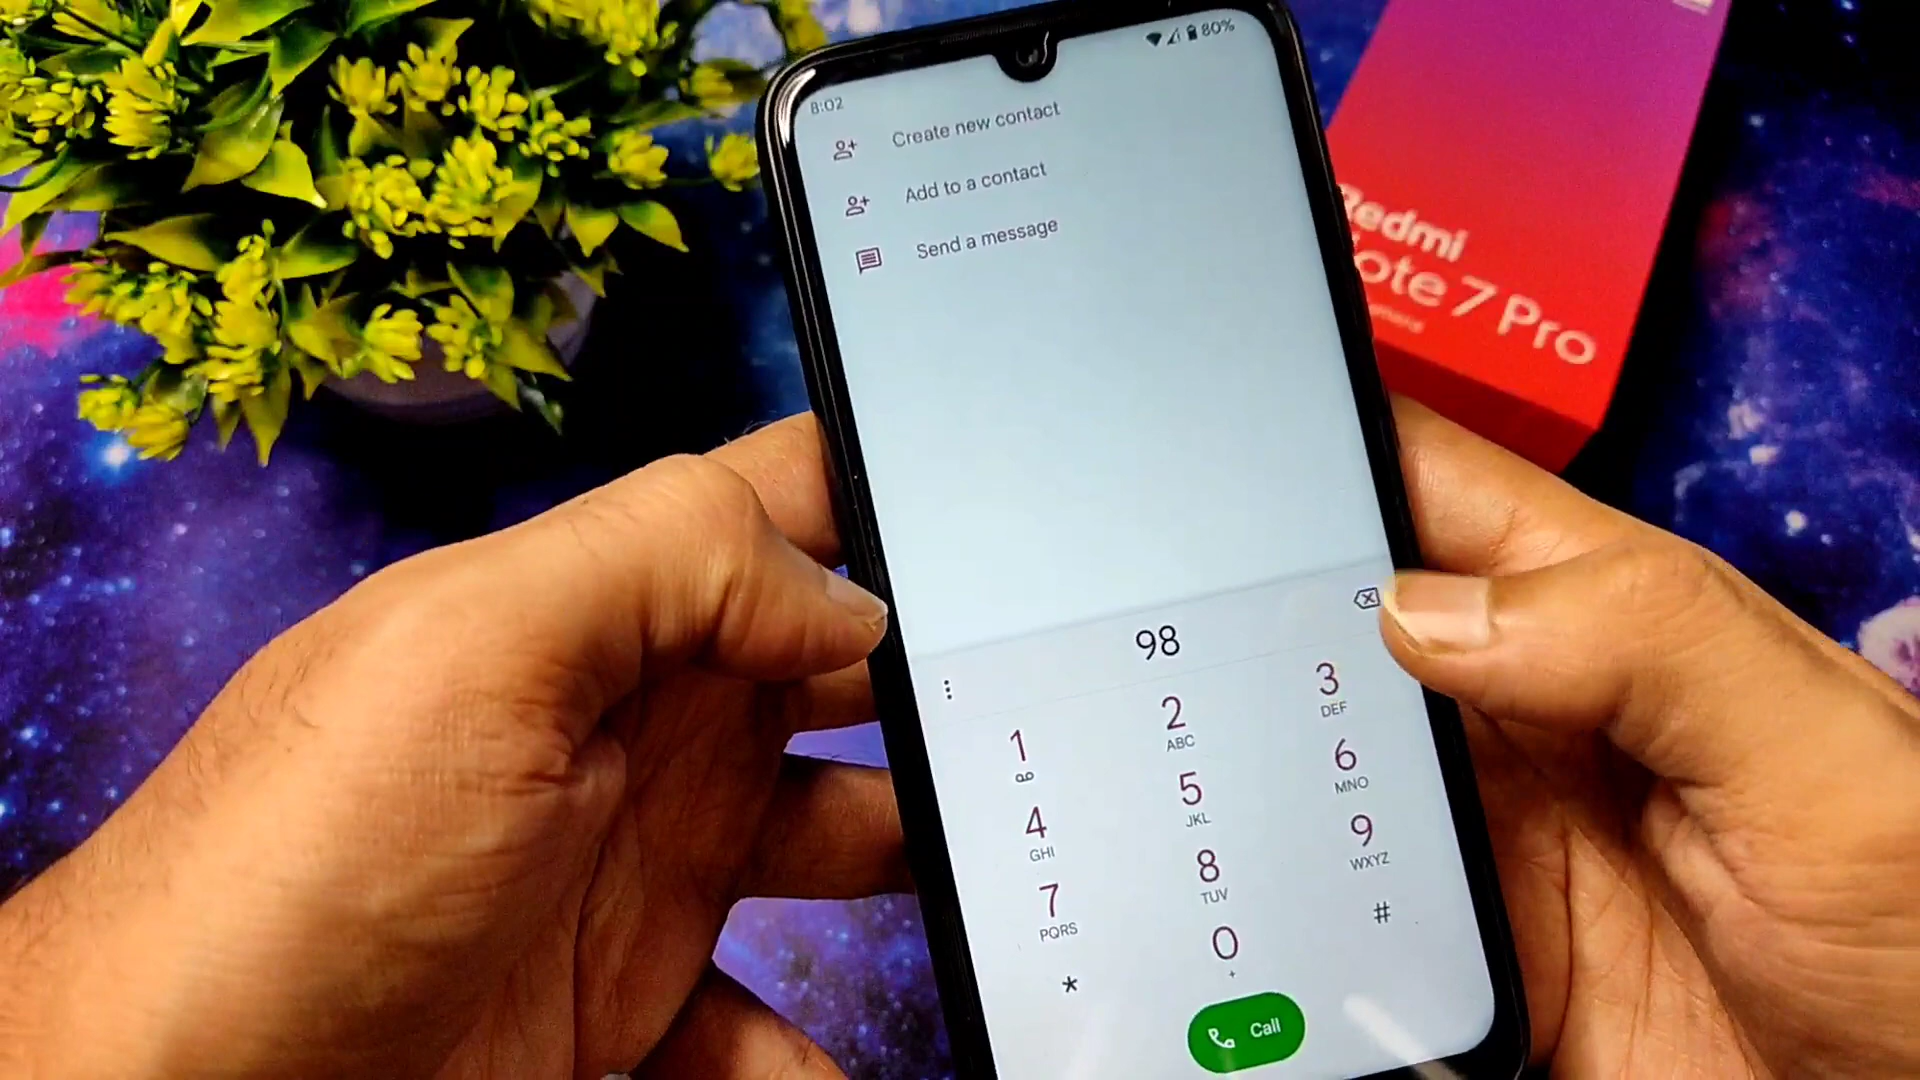 8:02
80%
Create new contact
Add to a contact
Send a message
98
1
2
ABC
3
DEF
4
GHI
5
JKL
6
MNO
7
PQRS
8
TUV
9
WXYZ
*
0
+
#
Call
Redmi
Note 7 Pro